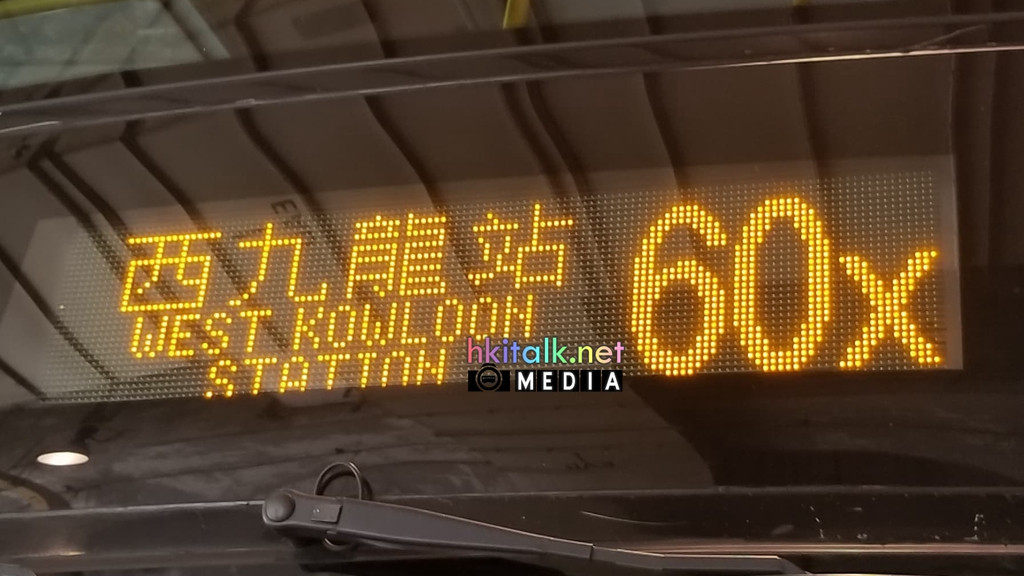 西九龍站
WEST KOWLOON
STATION
60x
hkitalk.net
MEDIA